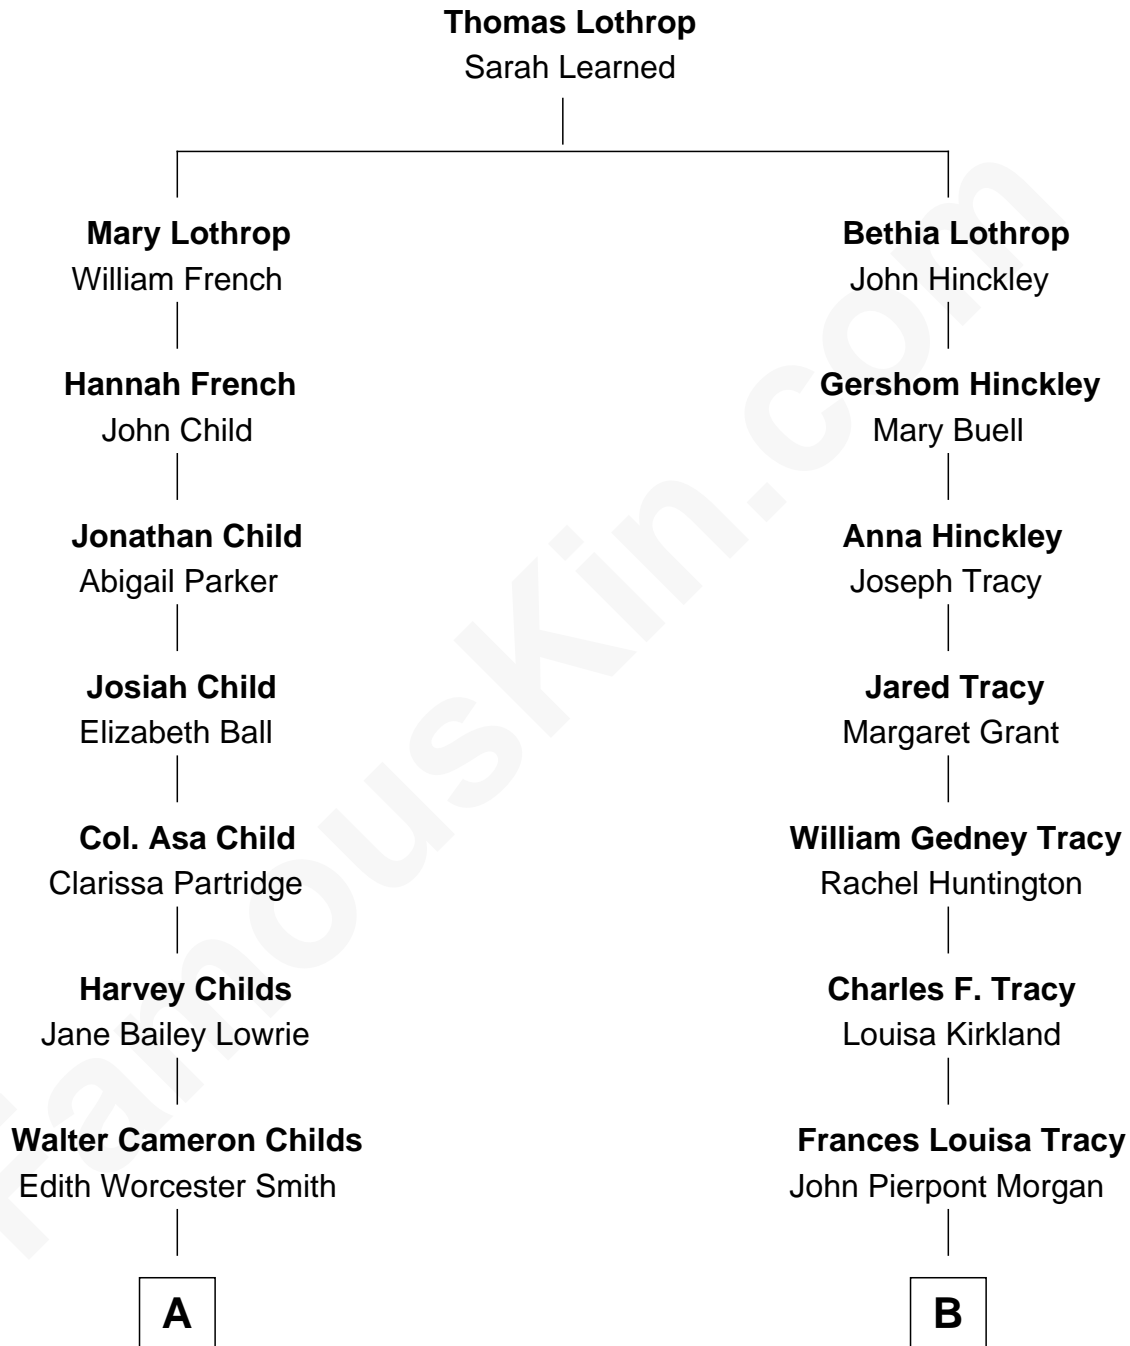 Thomas Lothrop
Sarah Learned
Mary Lothrop
William French
Hannah French
John Child
Jonathan Child
Abigail Parker
Josiah Child
Elizabeth Ball
Col. Asa Child
Clarissa Partridge
Harvey Childs
Jane Bailey Lowrie
Walter Cameron Childs
Edith Worcester Smith
A
Bethia Lothrop
John Hinckley
Gershom Hinckley
Mary Buell
Anna Hinckley
Joseph Tracy
Jared Tracy
Margaret Grant
William Gedney Tracy
Rachel Huntington
Charles F. Tracy
Louisa Kirkland
Frances Louisa Tracy
John Pierpont Morgan
B
FamousKin.com